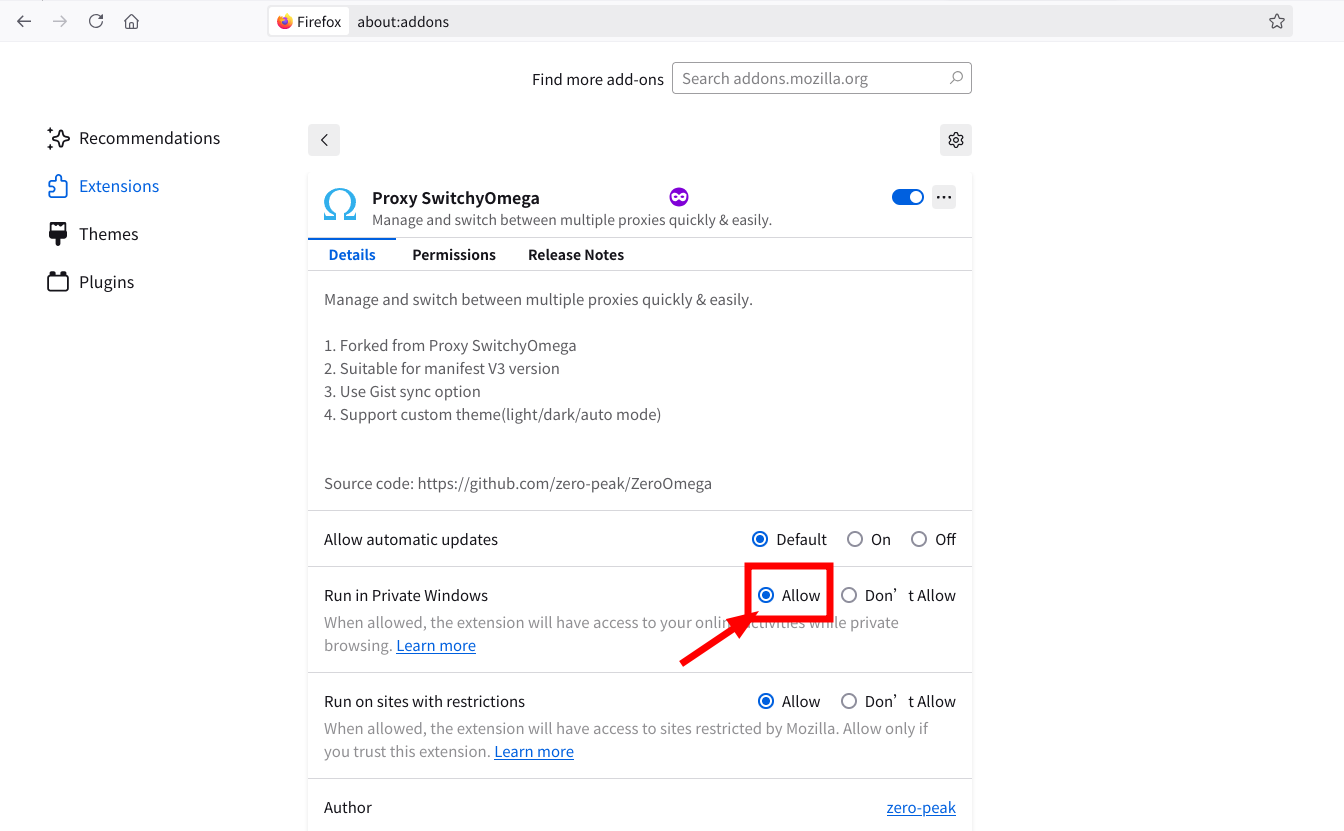 Firefox about:addons
Find more add-ons Search addons.mozilla.org
Recommendations
Extensions
Themes
Plugins
Proxy SwitchyOmega
Manage and switch between multiple proxies quickly & easily.
Details Permissions Release Notes
Manage and switch between multiple proxies quickly & easily.
1. Forked from Proxy SwitchyOmega
2. Suitable for manifest V3 version
3. Use Gist sync option
4. Support custom theme(light/dark/auto mode)
Source code: https://github.com/zero-peak/ZeroOmega
Allow automatic updates Default On Off
Run in Private Windows Allow Don’t Allow
When allowed, the extension will have access to your online activities while private
browsing. Learn more
Run on sites with restrictions Allow Don’t Allow
When allowed, the extension will have access to sites restricted by Mozilla. Allow only if
you trust this extension. Learn more
Author zero-peak